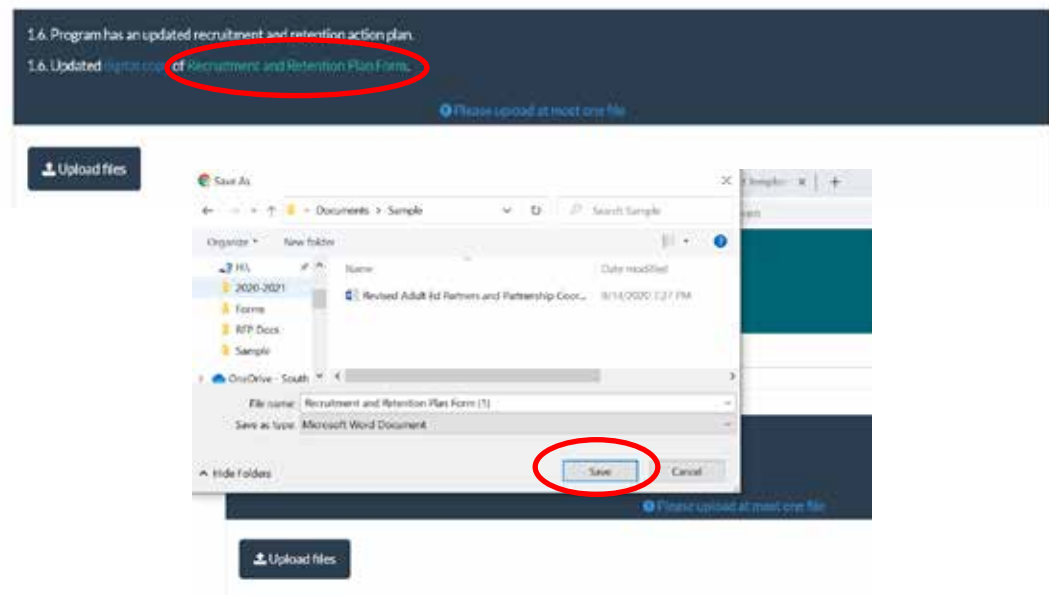 1.6. Program has an updated recruitment and retention action plan.
1.6. Updated digital copy of Recruitment and Retention Plan Form.
Please upload at most one file
Upload files
Save As
Documents > Sample
Search Sample
Organize
New folder
Name
Date modified
2020-2021
Forms
RFP Docs
Sample
OneDrive - South
Revised Adult Ed Partners and Partnership Coor...
8/14/2020 1:27 PM
File name: Recruitment and Retention Plan Form (1)
Save as type: Microsoft Word Document
Hide Folders
Save
Cancel
Please upload at most one file
Upload files